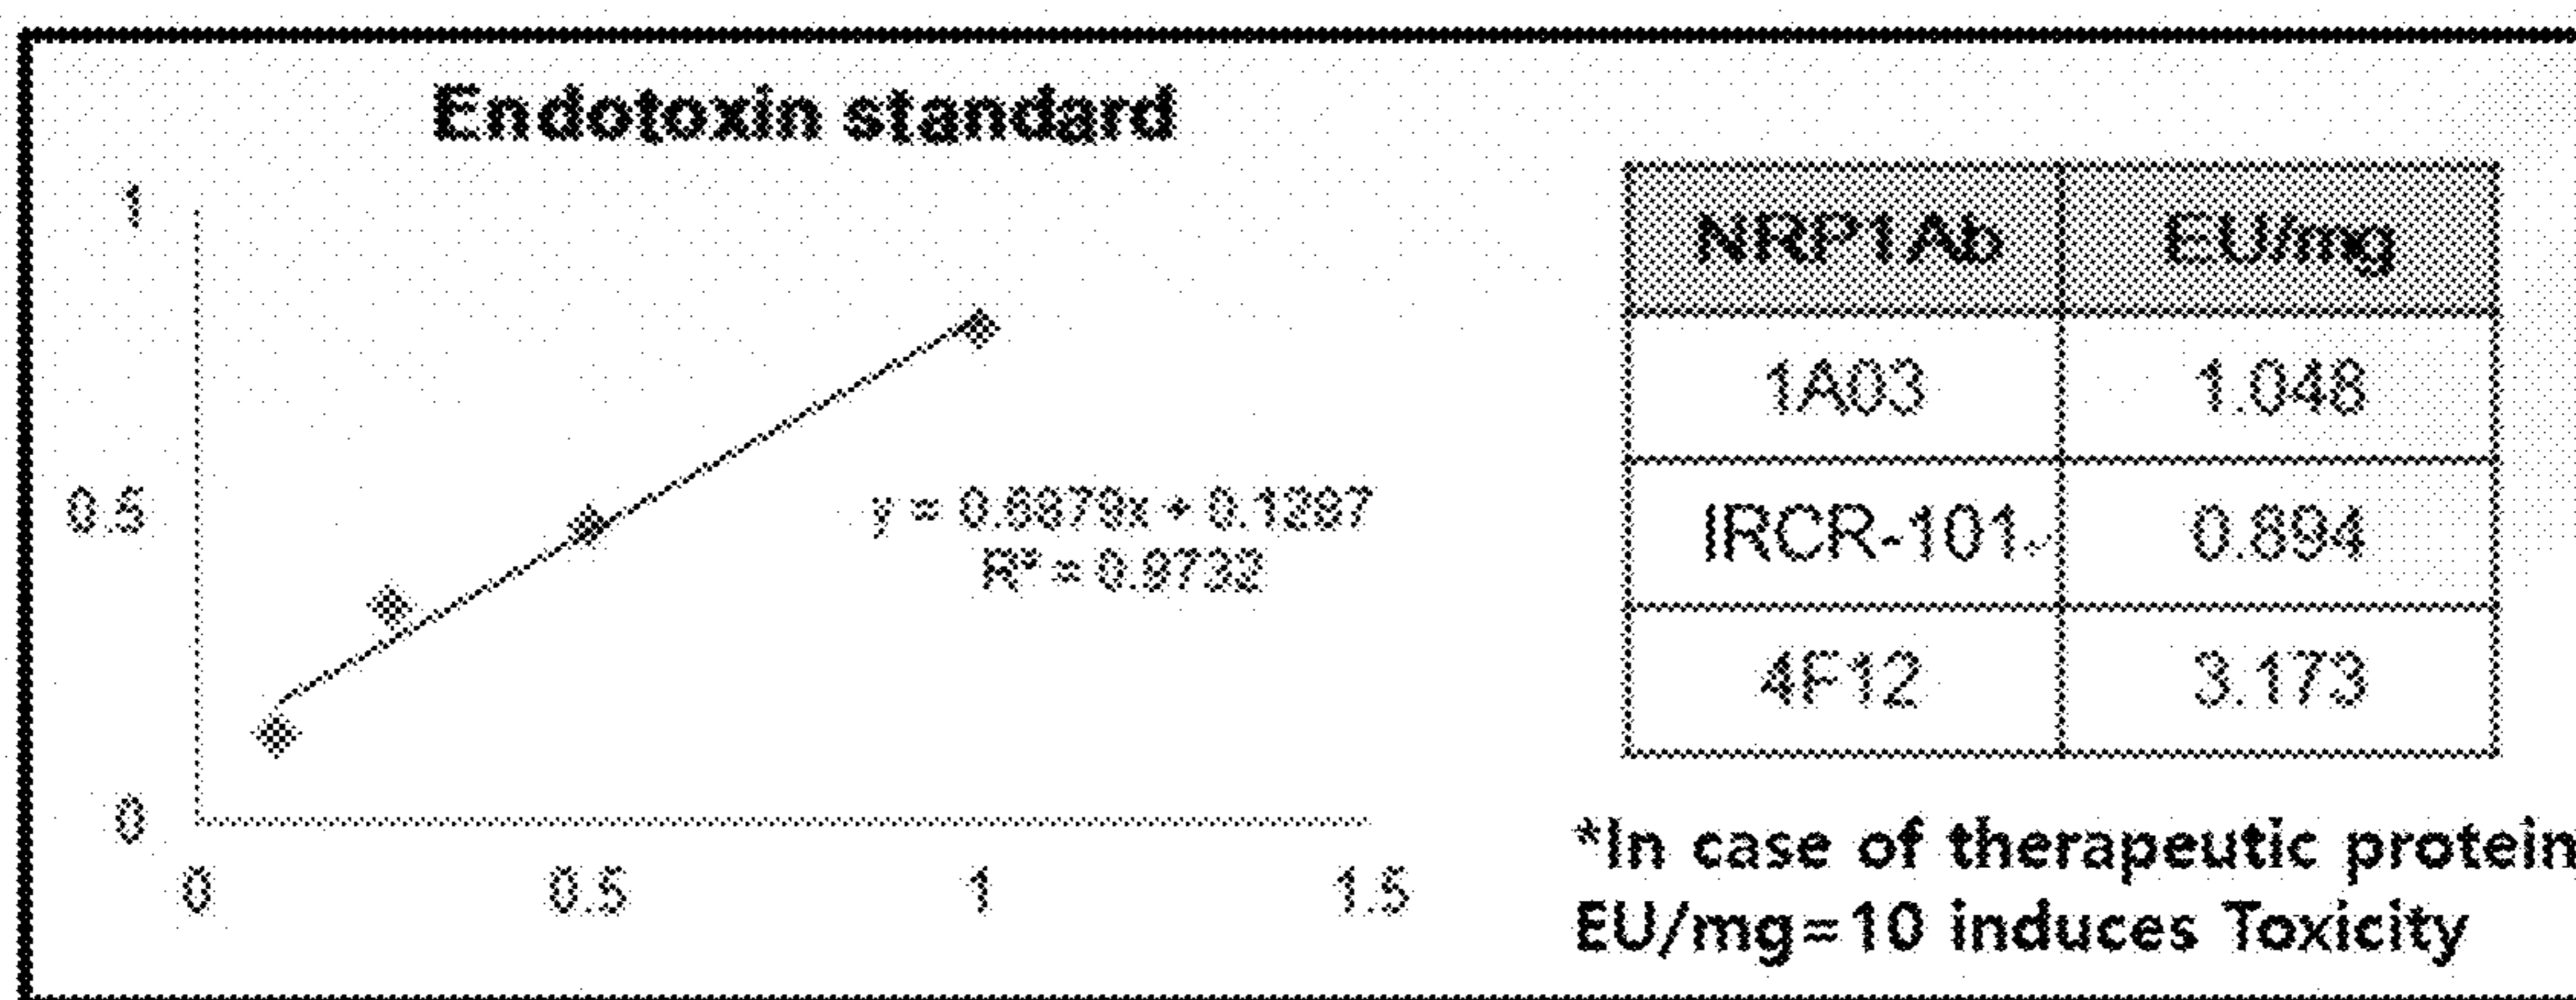 Endotoxin standard
1
0.5
0
0
0.5
1
1.5
y = + 0.1297
R² =
NRP1Ab EU/mg
1A03 1.048
IRCR-101 0.894
4F12 3.173
*In case of therapeutic protein
EU/mg=10 induces Toxicity